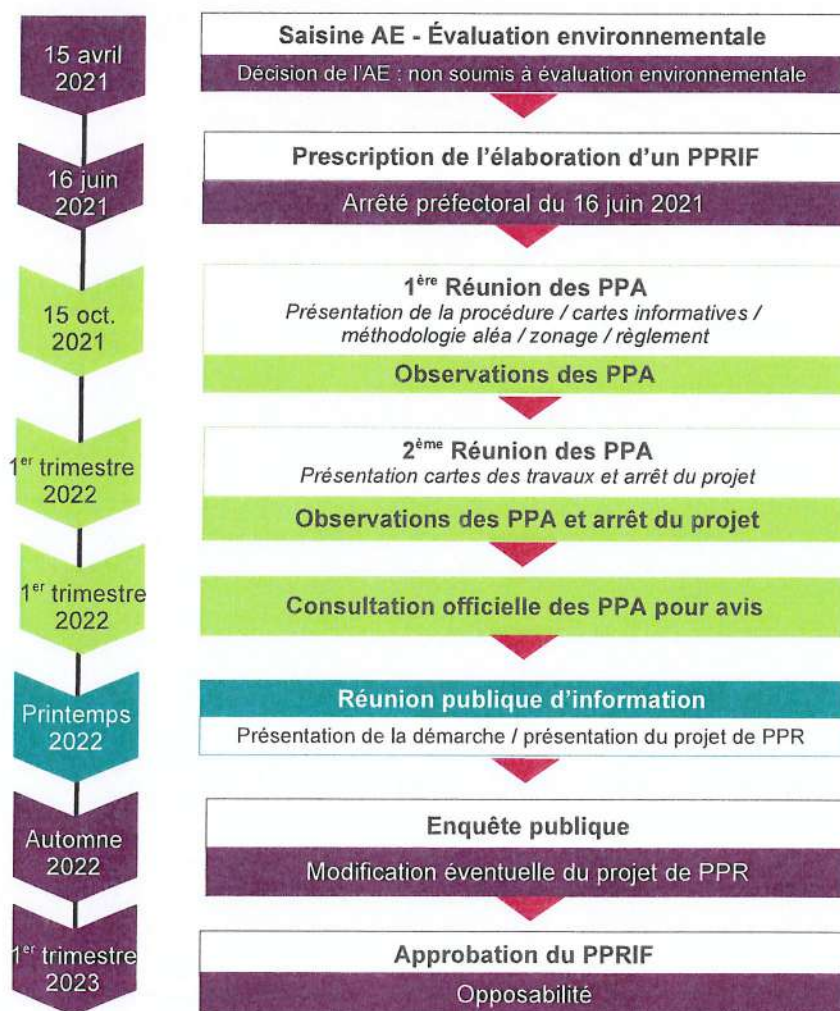 15 avril
2021
Saisine AE - Évaluation environnementale
Décision de l'AE : non soumis à évaluation environnementale
16 juin
2021
Prescription de l'élaboration d'un PPRIF
Arrêté préfectoral du 16 juin 2021
15 oct.
2021
1ère Réunion des PPA
Présentation de la procédure / cartes informatives /
méthodologie aléa / zonage / règlement
Observations des PPA
1er trimestre
2022
2ème Réunion des PPA
Présentation cartes des travaux et arrêt du projet
Observations des PPA et arrêt du projet
1er trimestre
2022
Consultation officielle des PPA pour avis
Printemps
2022
Réunion publique d'information
Présentation de la démarche / présentation du projet de PPR
Automne
2022
Enquête publique
Modification éventuelle du projet de PPR
1er trimestre
2023
Approbation du PPRIF
Opposabilité